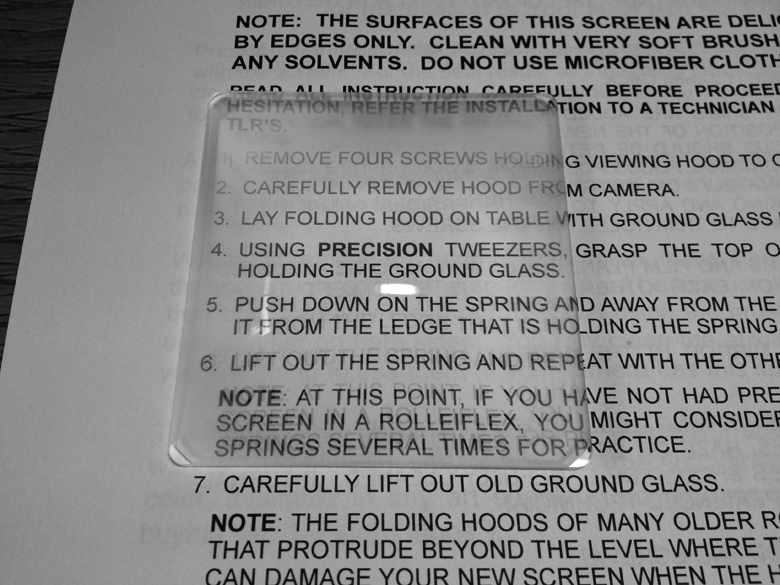 NOTE: THE SURFACES OF THIS SCREEN ARE
BY EDGES ONLY. CLEAN WITH VERY SOFT BRUSH
ANY SOLVENTS. DO NOT USE MICROFIBER CLOTH
READ ALL INSTRUCTION CAREFULLY BEFORE
HESITATION, REFER THE INSTALLATION TO A TECHNICIAN
TLR'S.
1. REMOVE FOUR SCREWS HOLDING VIEWING HOOD TO
2. CAREFULLY REMOVE HOOD FROM CAMERA.
3. LAY FOLDING HOOD ON TABLE WITH GROUND GLASS
4. USING PRECISION TWEEZERS, GRASP THE TOP
HOLDING THE GROUND GLASS.
5. PUSH DOWN ON THE SPRING AND AWAY FROM THE
IT FROM THE LEDGE THAT IS HOLDING THE SPRING
6. LIFT OUT THE SPRING AND REPEAT WITH THE
NOTE: AT THIS POINT, IF YOU HAVE NOT HAD
SCREEN IN A ROLLEIFLEX, YOU MIGHT
SPRINGS SEVERAL TIMES FOR PRACTICE.
7. CAREFULLY LIFT OUT OLD GROUND GLASS.
NOTE: THE FOLDING HOODS OF MANY OLDER
THAT PROTRUDE BEYOND THE LEVEL WHERE
CAN DAMAGE YOUR NEW SCREEN WHEN THE